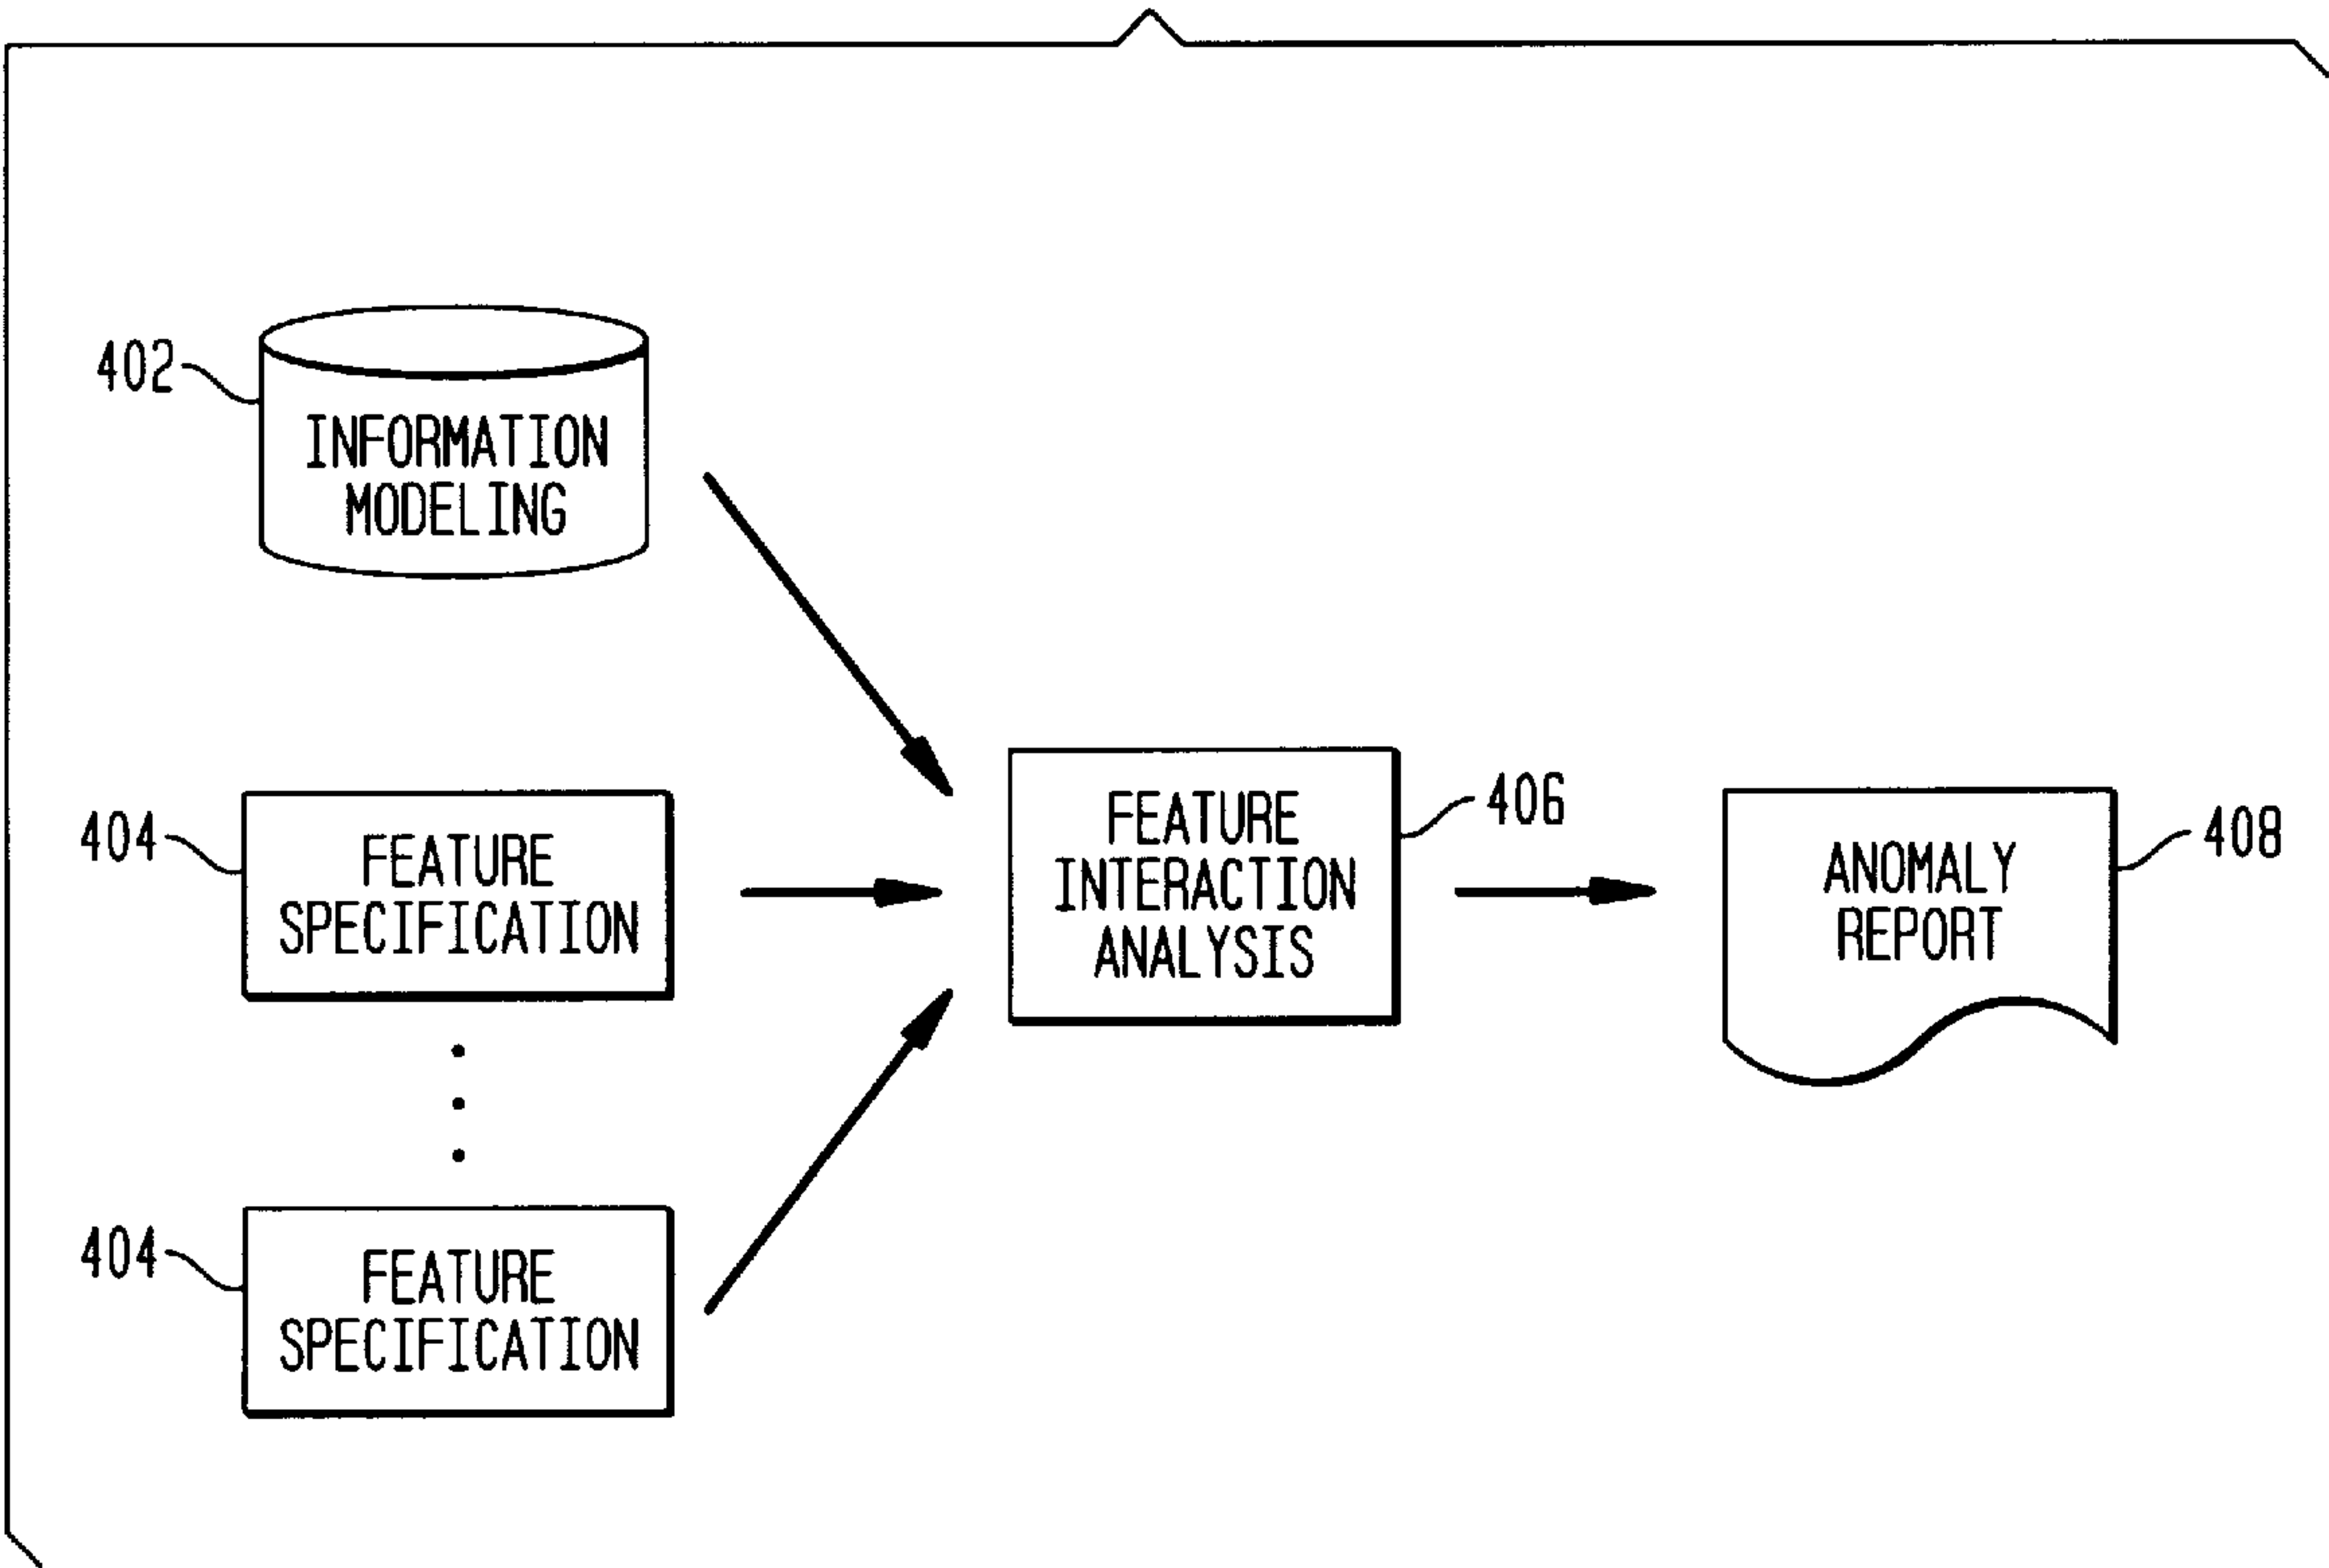 402
INFORMATION
MODELING
404
FEATURE
SPECIFICATION
404
FEATURE
SPECIFICATION
FEATURE
INTERACTION
ANALYSIS
406
ANOMALY
REPORT
408